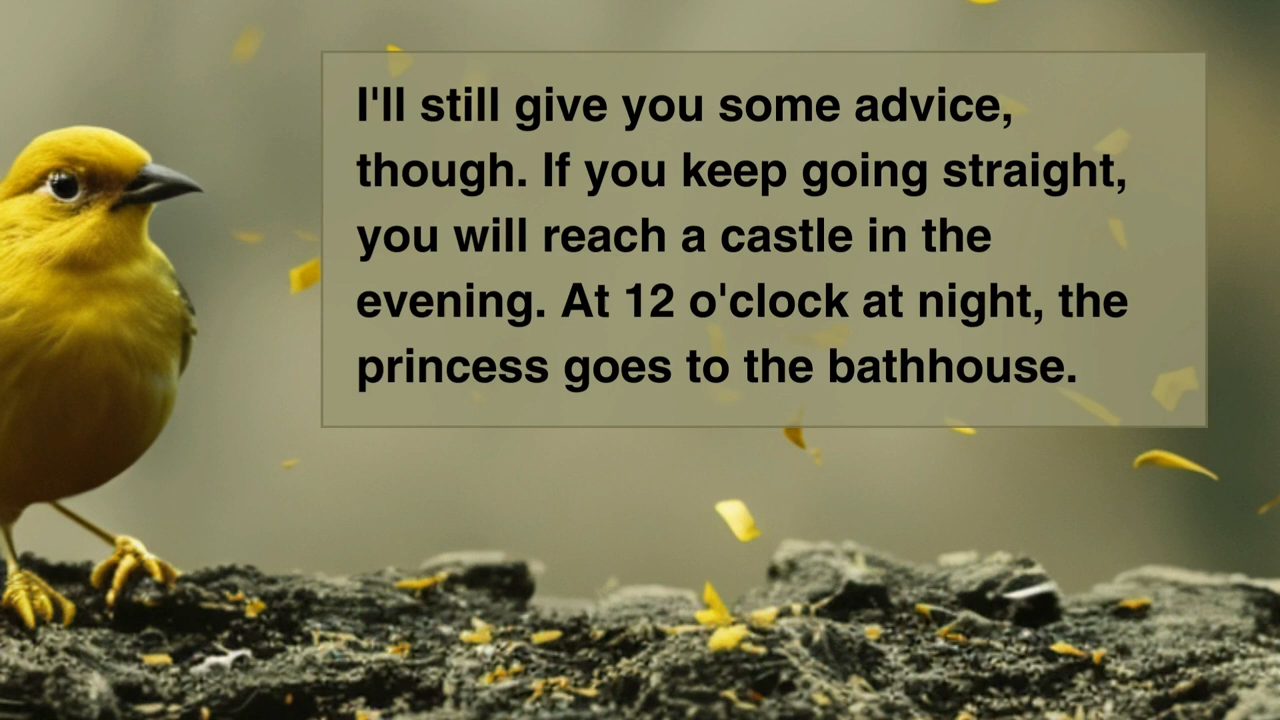 I'll still give you some advice,
though. If you keep going straight,
you will reach a castle in the
evening. At 12 o'clock at night, the
princess goes to the bathhouse.